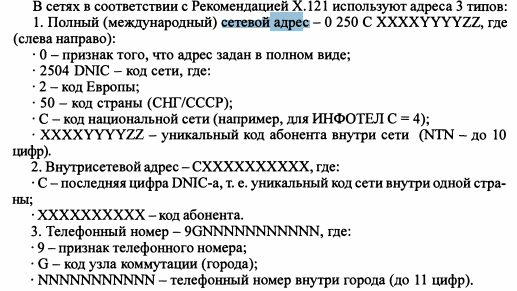 В сетях в соответствии с Рекомендацией X.121 используют адреса 3 типов:
1. Полный (международный) сетевой адрес – 0 250 С XXXXYYYYZZ, где
(слева направо):
· 0 – признак того, что адрес задан в полном виде;
· 2504 DNIC – код сети, где:
· 2 – код Европы;
· 50 – код страны (СНГ/СССР);
· С – код национальной сети (например, для ИНФОТЕЛ С = 4);
· XXXXYYYYZZ – уникальный код абонента внутри сети (NTN – до 10
цифр).
2. Внутрисетевой адрес – CXXXXXXXXXX, где:
· С – последняя цифра DNIC-а, т. е. уникальный код сети внутри одной стра-
ны;
· XXXXXXXXXX – код абонента.
3. Телефонный номер – 9GNNNNNNNNNNN, где:
· 9 – признак телефонного номера;
· G – код узла коммутации (города);
· NNNNNNNNNNN – телефонный номер внутри города (до 11 цифр).